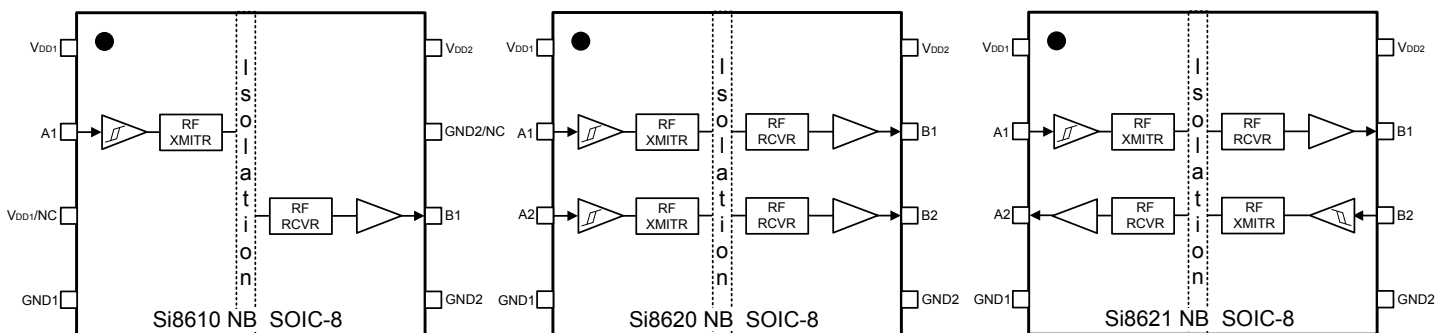 VDD1
VDD2
A1
RF
XMITR
GND2/NC
Isolation
VDD1/NC
RF
RCVR
B1
GND1
GND2
Si8610 NB SOIC-8
VDD1
VDD2
A1
RF
XMITR
Isolation
RF
RCVR
B1
A2
RF
XMITR
RF
RCVR
B2
GND1
GND2
Si8620 NB SOIC-8
VDD1
VDD2
A1
RF
XMITR
Isolation
RF
RCVR
B1
A2
RF
RCVR
RF
XMITR
B2
GND1
GND2
Si8621 NB SOIC-8